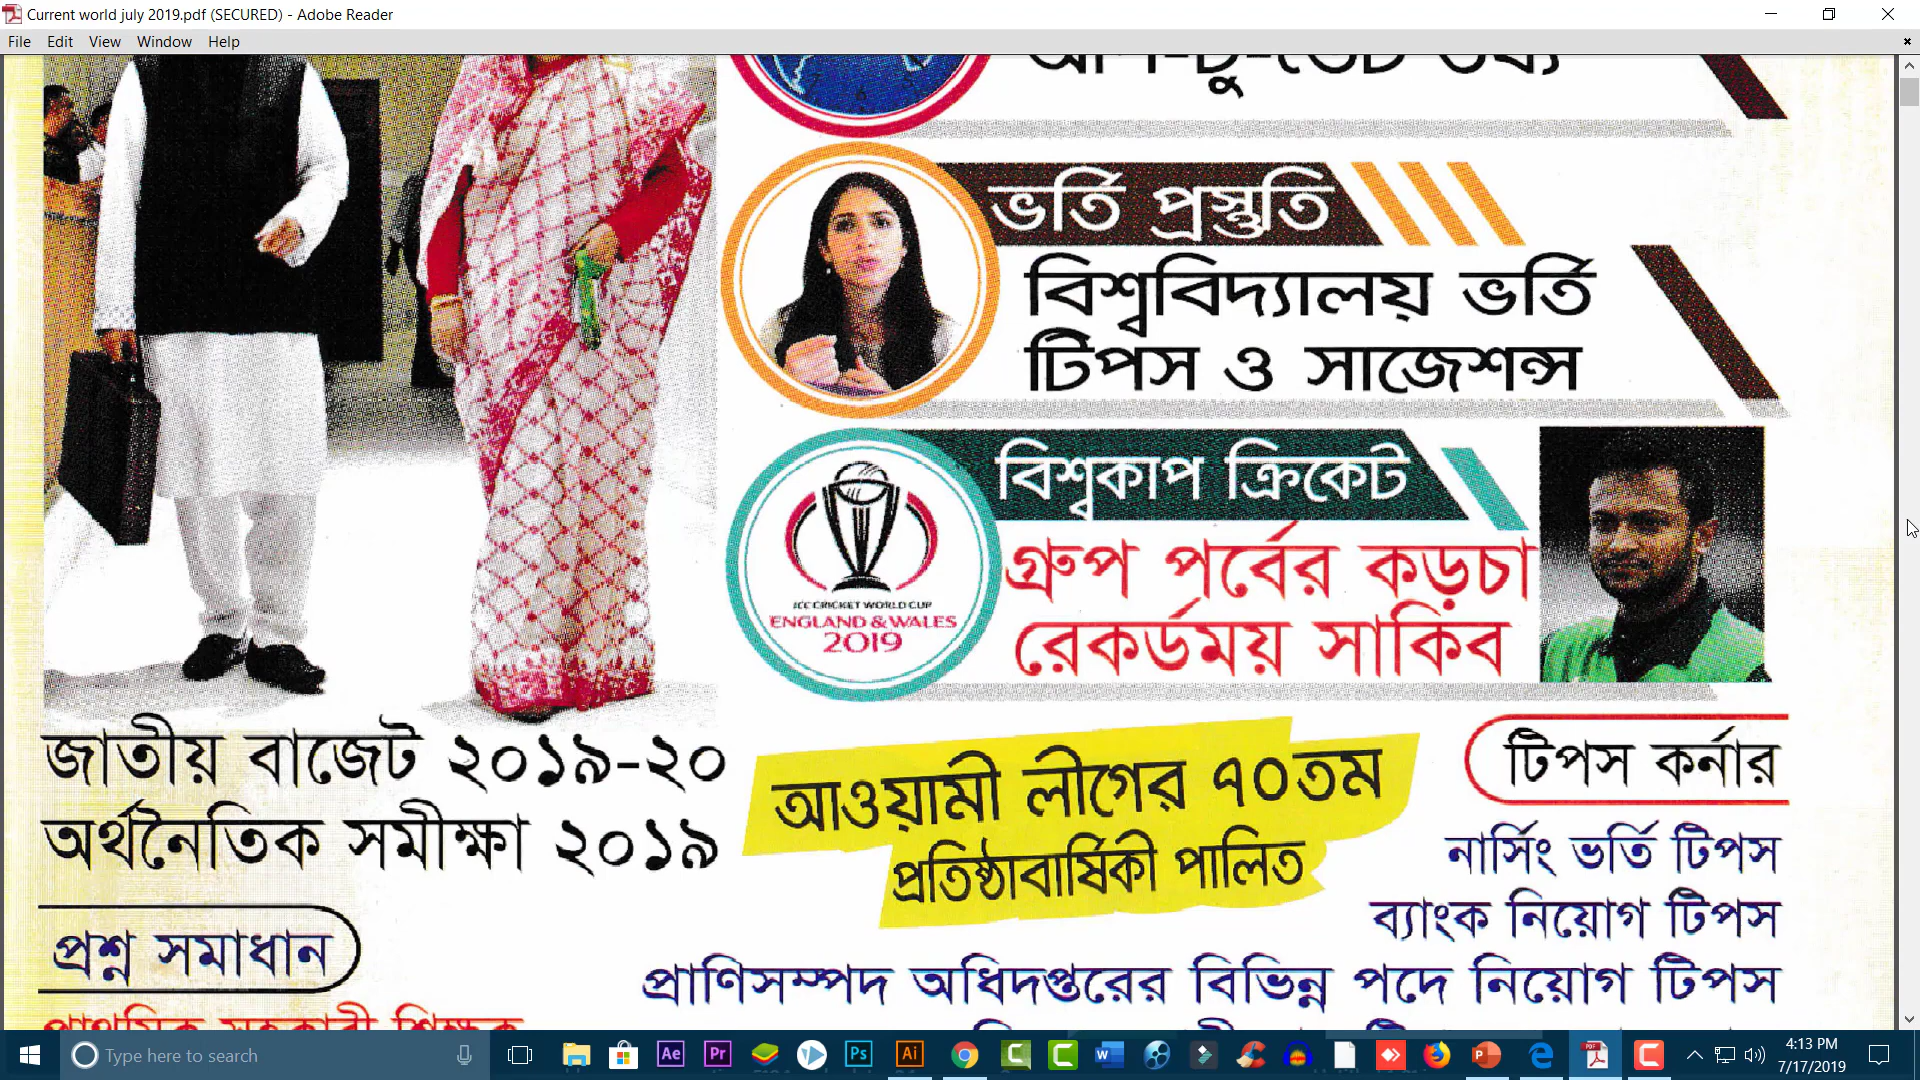 Current world july 2019.pdf (SECURED) - Adobe Reader
File Edit View Window Help
ভর্তি প্রস্তুতি
বিশ্ববিদ্যালয় ভর্তি
টিপস ও সাজেশন্স
বিশ্বকাপ ক্রিকেট
গ্রুপ পর্বের কড়চা
রেকর্ডময় সাকিব
ICC CRICKET WORLD CUP
ENGLAND & WALES
2019
জাতীয় বাজেট ২০১৯-২০
অর্থনৈতিক সমীক্ষা ২০১৯
আওয়ামী লীগের ৭০তম
প্রতিষ্ঠাবার্ষিকী পালিত
টিপস কর্নার
নার্সিং ভর্তি টিপস
ব্যাংক নিয়োগ টিপস
প্রাণিসম্পদ অধিদপ্তরের বিভিন্ন পদে নিয়োগ টিপস
প্রশ্ন সমাধান
Type here to search
4:13 PM
7/17/2019